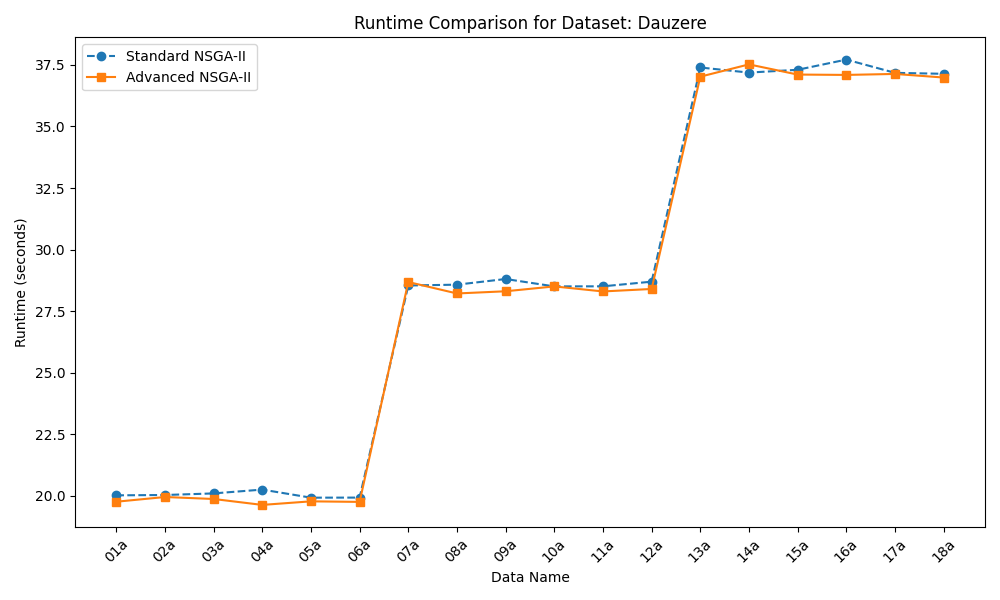 Runtime Comparison for Dataset: Dauzere
Standard NSGA-II
Advanced NSGA-II
Runtime (seconds)
37.5
35.0
32.5
30.0
27.5
25.0
22.5
20.0
01a 02a 03a 04a 05a 06a 07a 08a 09a 10a 11a 12a 13a 14a 15a 16a 17a 18a
Data Name